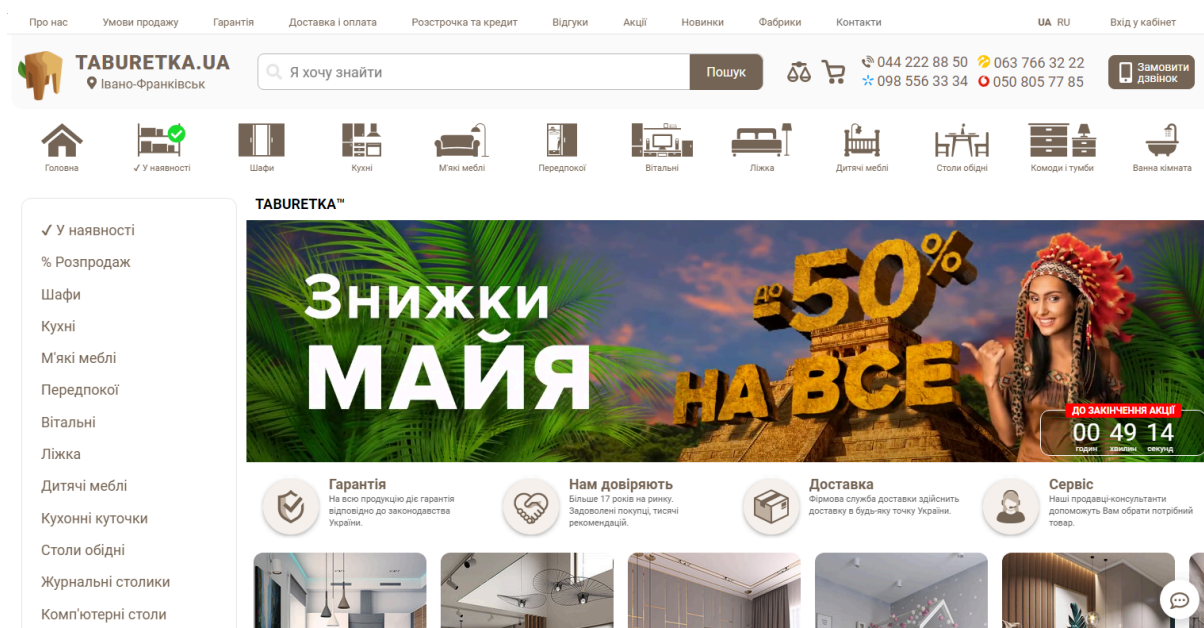 Про нас Умови продажу Гарантія Доставка і оплата Розстрочка та кредит Відгуки Акції Новинки Фабрики Контакти UA RU Вхід у кабінет
TABURETKA.UA
Івано-Франківськ
Я хочу знайти
Пошук
044 222 88 50 063 766 32 22
098 556 33 34 050 805 77 85
Замовити
дзвінок
Головна ✓ У наявності Шафи Кухні М'які меблі Передпокої Вітальні Ліжка Дитячі меблі Столи обідні Комоди і тумби Ванна кімната
✓ У наявності
% Розпродаж
Шафи
Кухні
М'які меблі
Передпокої
Вітальні
Ліжка
Дитячі меблі
Кухонні куточки
Столи обідні
Журнальні столики
Комп'ютерні столи
TABURETKA™
Знижки
МАЙЯ
до 50%
НА ВСЕ
ДО ЗАКІНЧЕННЯ АКЦІЇ
00 49 14
годин хвилин секунд
Гарантія
На всю продукцію діє гарантія
відповідно до законодавства
України.
Нам довіряють
Більше 17 років на ринку.
Задоволені покупці, тисячі
рекомендацій.
Доставка
Фірмова служба доставки здійснить
доставку в будь-яку точку України.
Сервіс
Наші продавці-консультанти
допоможуть Вам обрати потрібний
товар.